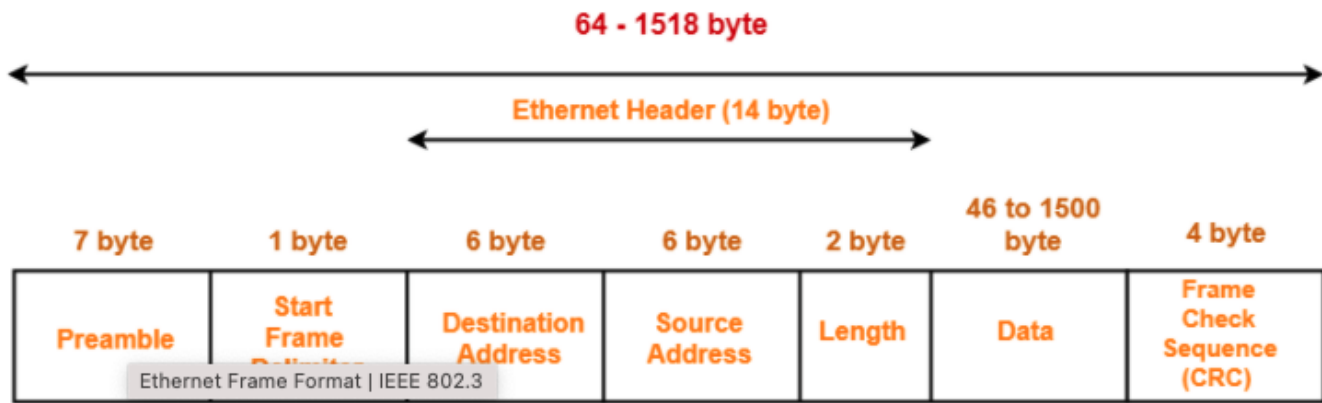 64 - 1518 byte
Ethernet Header (14 byte)
46 to 1500
byte
7 byte
1 byte
6 byte
6 byte
2 byte
4 byte
Preamble
Start
Frame
Destination
Address
Source
Address
Length
Data
Frame
Check
Sequence
(CRC)
Ethernet Frame Format | IEEE 802.3